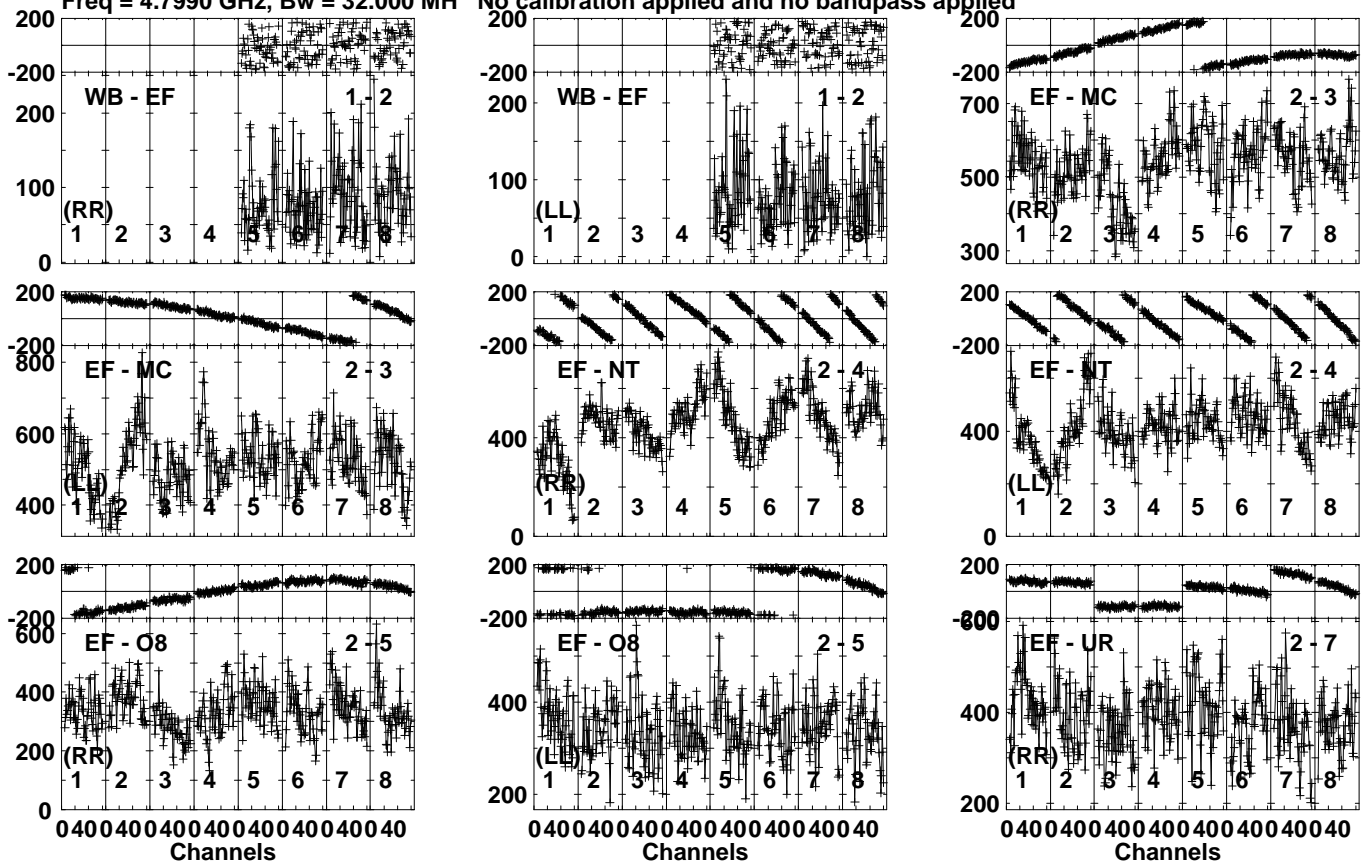 Freq = 4.7990 GHz, Bw = 32.000 MH No calibration applied and no bandpass applied
200
-200
WB - EF 1 - 2
200
100
(RR)
1 2 3 4 5 6 7 8
0
200
-200
WB - EF 1 - 2
200
100
(LL)
1 2 3 4 5 6 7 8
0
200
-200
EF - MC 2 - 3
700
500
(RR)
1 2 3 4 5 6 7 8
300
200
-200
800
EF - MC 2 - 3
600
(LL)
400
1 2 3 4 5 6 7 8
200
-200
EF - NT 2 - 4
400
(RR)
1 2 3 4 5 6 7 8
0
200
-200
EF - NT 2 - 4
400
(LL)
1 2 3 4 5 6 7 8
0
200
-200
600
EF - O8 2 - 5
400
200
(RR)
1 2 3 4 5 6 7 8
0
0 40 0 40 0 40 0 40 0 40 0 40 0 40 0 40
Channels
200
-200
EF - O8 2 - 5
400
(LL)
1 2 3 4 5 6 7 8
200
0 40 0 40 0 40 0 40 0 40 0 40 0 40 0 40
Channels
200
-200
600
EF - UR 2 - 7
400
(RR)
1 2 3 4 5 6 7 8
200
0 40 0 40 0 40 0 40 0 40 0 40 0 40 0 40
Channels